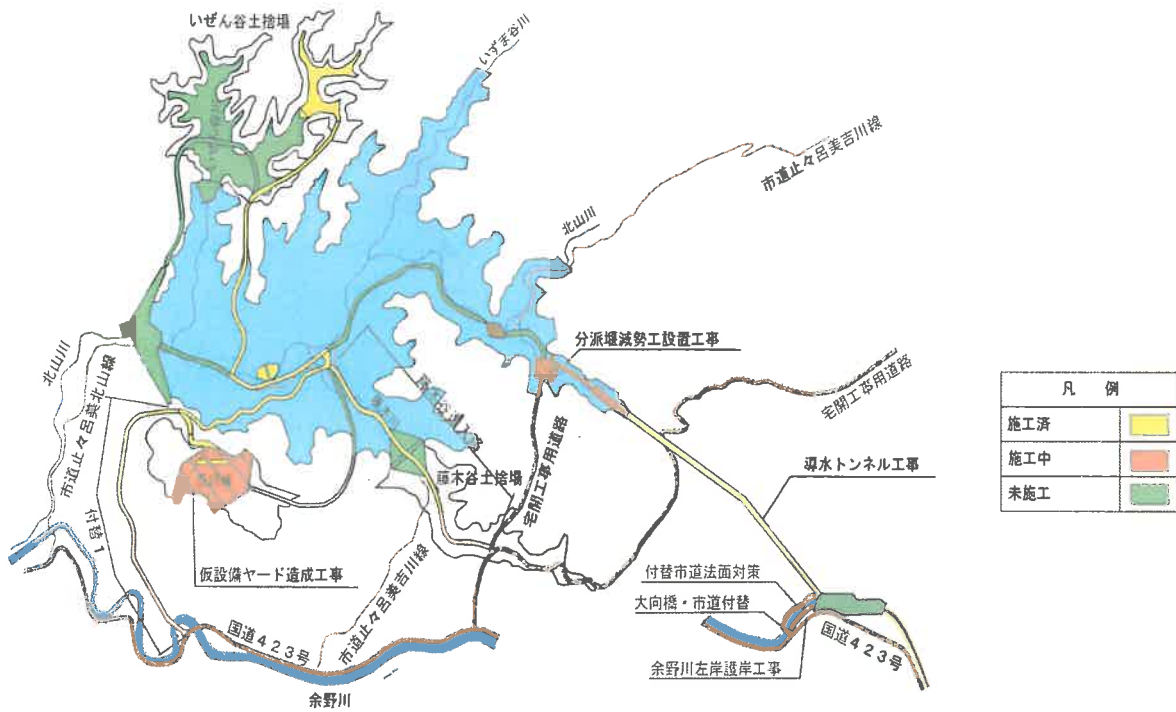 いぜん谷土捨場
いずま谷川
市道止々呂美吉川線
北山川
分派堰減勢工設置工事
宅開工事用道路
北山川
市道止々呂美北山線
付替1
藤木谷土捨場
宅開工事用道路
導水トンネル工事
仮設備ヤード造成工事
市道止々呂美吉川線
国道423号
余野川
付替市道法面対策
大向橋・市道付替
国道423号
余野川左岸護岸工事
凡 例
施工済
施工中
未施工